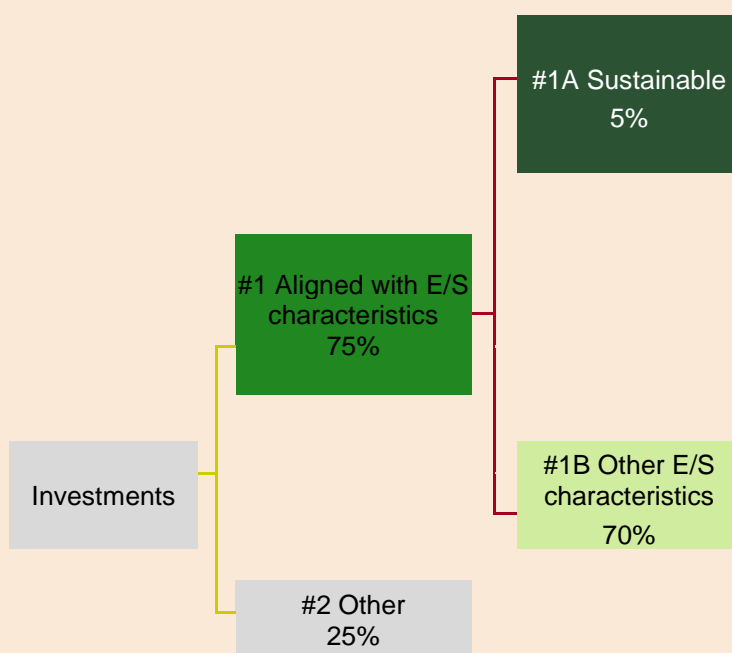 #1A Sustainable
5%
#1 Aligned with E/S
characteristics
75%
#1B Other E/S
characteristics
70%
Investments
#2 Other
25%